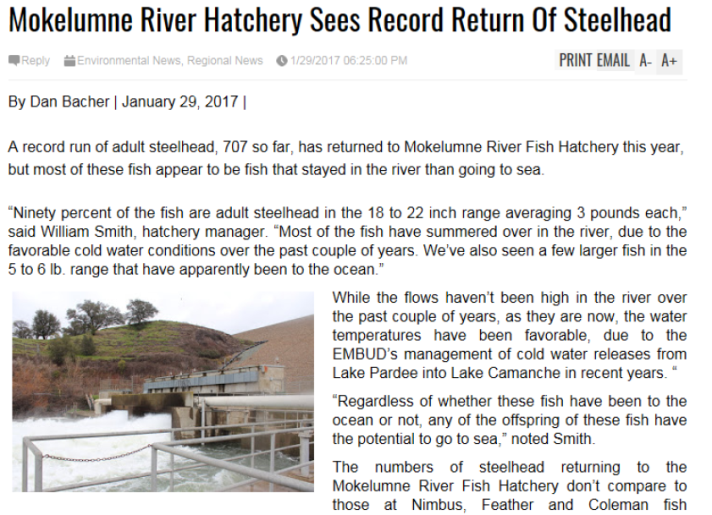 Mokelumne River Hatchery Sees Record Return Of Steelhead
Reply Environmental News, Regional News 1/29/2017 06:25:00 PM PRINT EMAIL A- A+
By Dan Bacher | January 29, 2017 |
A record run of adult steelhead, 707 so far, has returned to Mokelumne River Fish Hatchery this year,
but most of these fish appear to be fish that stayed in the river than going to sea.
“Ninety percent of the fish are adult steelhead in the 18 to 22 inch range averaging 3 pounds each,”
said William Smith, hatchery manager. “Most of the fish have summered over in the river, due to the
favorable cold water conditions over the past couple of years. We’ve also seen a few larger fish in the
5 to 6 lb. range that have apparently been to the ocean.”
While the flows haven’t been high in the river over
the past couple of years, as they are now, the water
temperatures have been favorable, due to the
EMBUD’s management of cold water releases from
Lake Pardee into Lake Camanche in recent years. “
“Regardless of whether these fish have been to the
ocean or not, any of the offspring of these fish have
the potential to go to sea,” noted Smith.
The numbers of steelhead returning to the
Mokelumne River Fish Hatchery don’t compare to
those at Nimbus, Feather and Coleman fish